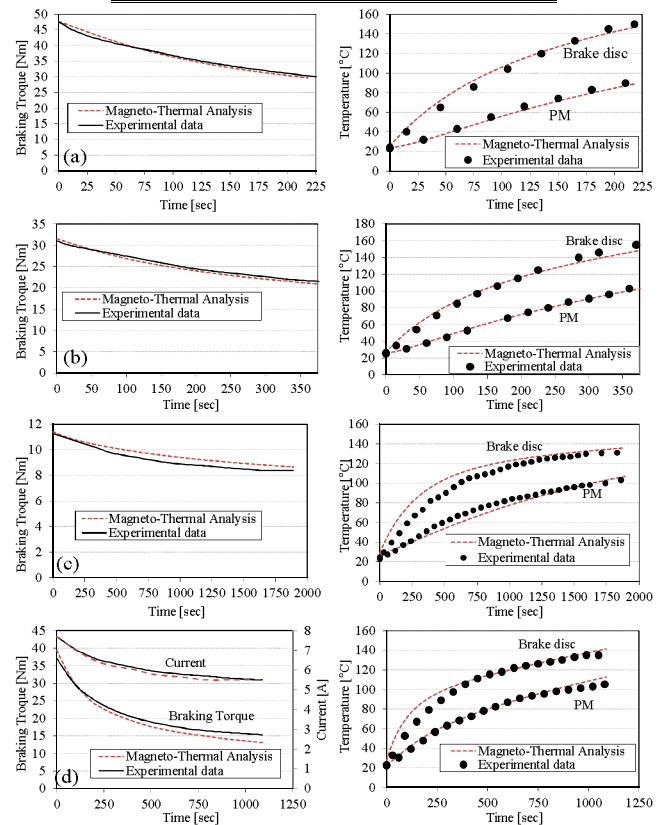 50
45
40
35
30
25
20
15
10
5
0
Braking Troque [Nm]
Magneto-Thermal Analysis
Experimental data
(a)
0 25 50 75 100 125 150 175 200 225
Time [sec]
160
140
120
100
80
60
40
20
0
Temperature [°C]
Brake disc
PM
Magneto-Thermal Analysis
Experimental daha
0 25 50 75 100 125 150 175 200 225
Time [sec]
35
30
25
20
15
10
5
0
Braking Troque [Nm]
Magneto-Thermal Analysis
Experimental data
(b)
0 50 100 150 200 250 300 350
Time [sec]
180
160
140
120
100
80
60
40
20
0
Temperature [°C]
Brake disc
PM
Magneto-Thermal Analysis
Experimental data
0 50 100 150 200 250 300 350
Time [sec]
12
10
8
6
4
2
0
Braking Troque [Nm]
Magneto-Thermal Analysis
Experimental data
(c)
0 250 500 750 1000 1250 1500 1750 2000
Time [sec]
160
140
120
100
80
60
40
20
0
Temperature [°C]
Brake disc
PM
Magneto-Thermal Analysis
Experimental data
0 250 500 750 1000 1250 1500 1750 2000
Time [sec]
45
40
35
30
25
20
15
10
5
0
Braking Troque [Nm]
Current
Braking Torque
Magneto-Thermal Analysis
Experimental data
(d)
8
7
6
5
4
3
2
1
0
Current [A]
0 250 500 750 1000 1250
Time [sec]
160
140
120
100
80
60
40
20
0
Temperature [°C]
Brake disc
PM
Magneto-Thermal Analysis
Experimental data
0 250 500 750 1000 1250
Time [sec]